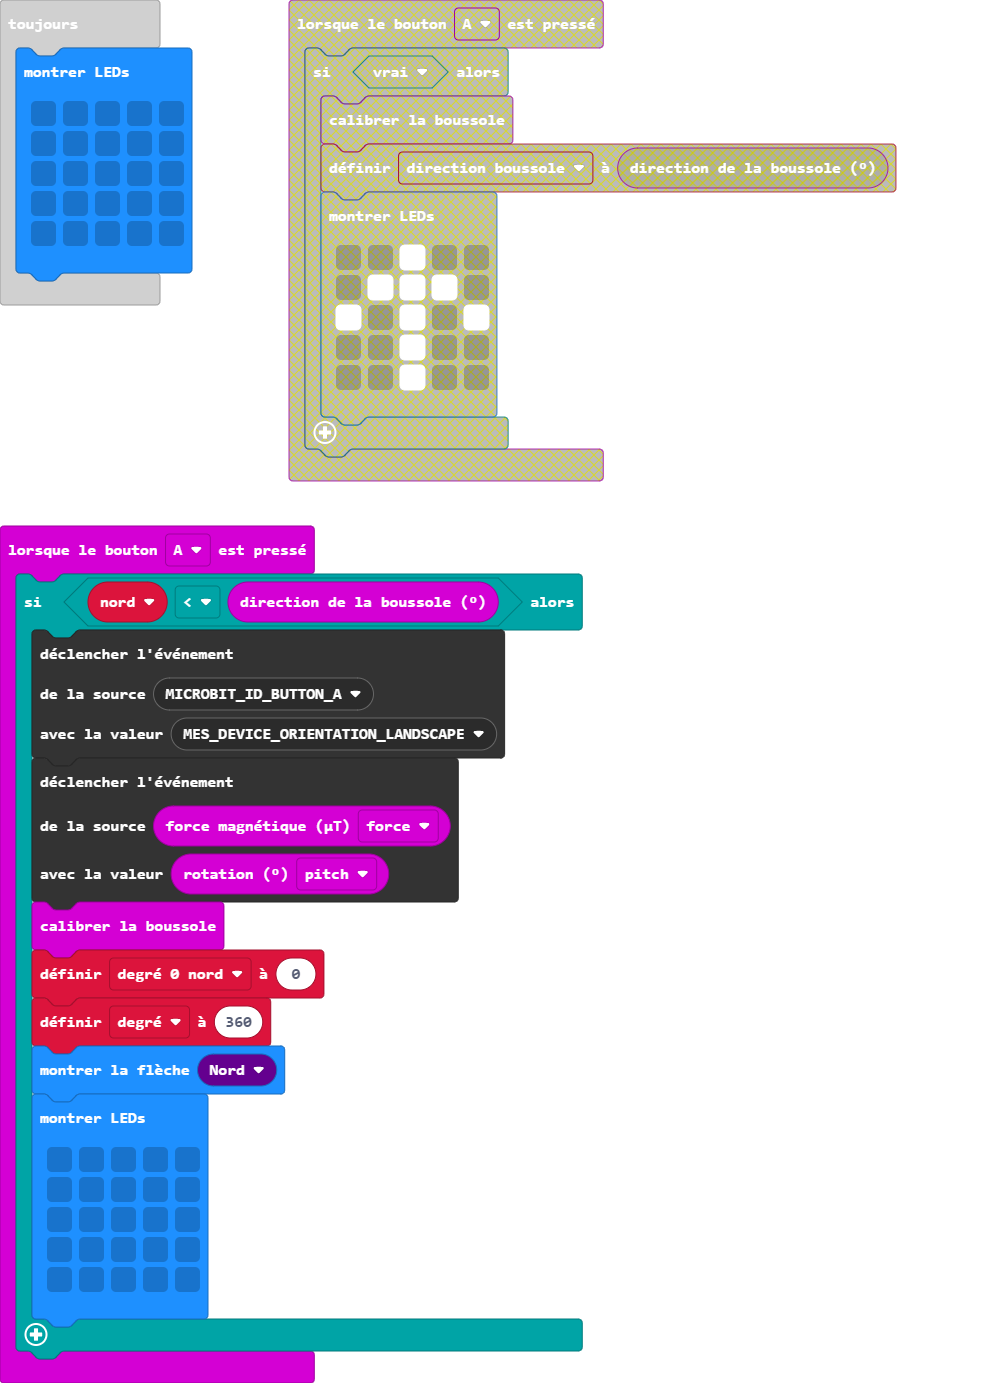 toujours
montrer LEDs
lorsque le bouton A est pressé
si vrai alors
calibrer la boussole
définir direction boussole à direction de la boussole (°)
montrer LEDs
lorsque le bouton A est pressé
si nord < direction de la boussole (°) alors
déclencher l'événement
de la source MICROBIT_ID_BUTTON_A
avec la valeur MES_DEVICE_ORIENTATION_LANDSCAPE
déclencher l'événement
de la source force magnétique (µT) force
avec la valeur rotation (°) pitch
calibrer la boussole
définir degré 0 nord à 0
définir degré à 360
montrer la flèche Nord
montrer LEDs